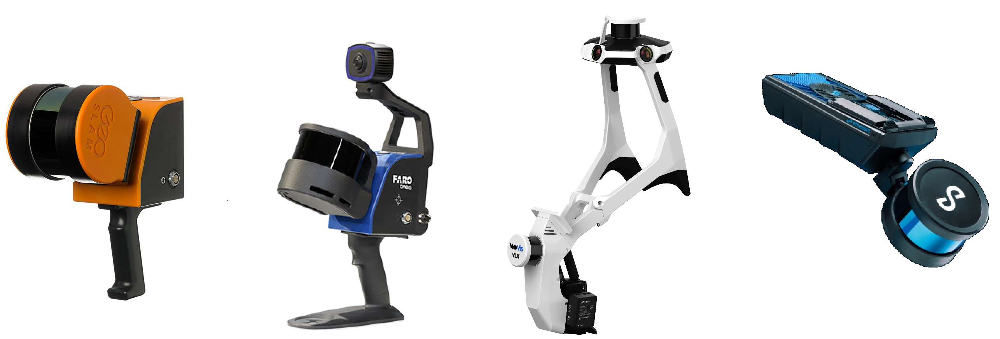 GEO
SLAM
FARO
ORBIS
NAVVIS
VLX
emesent